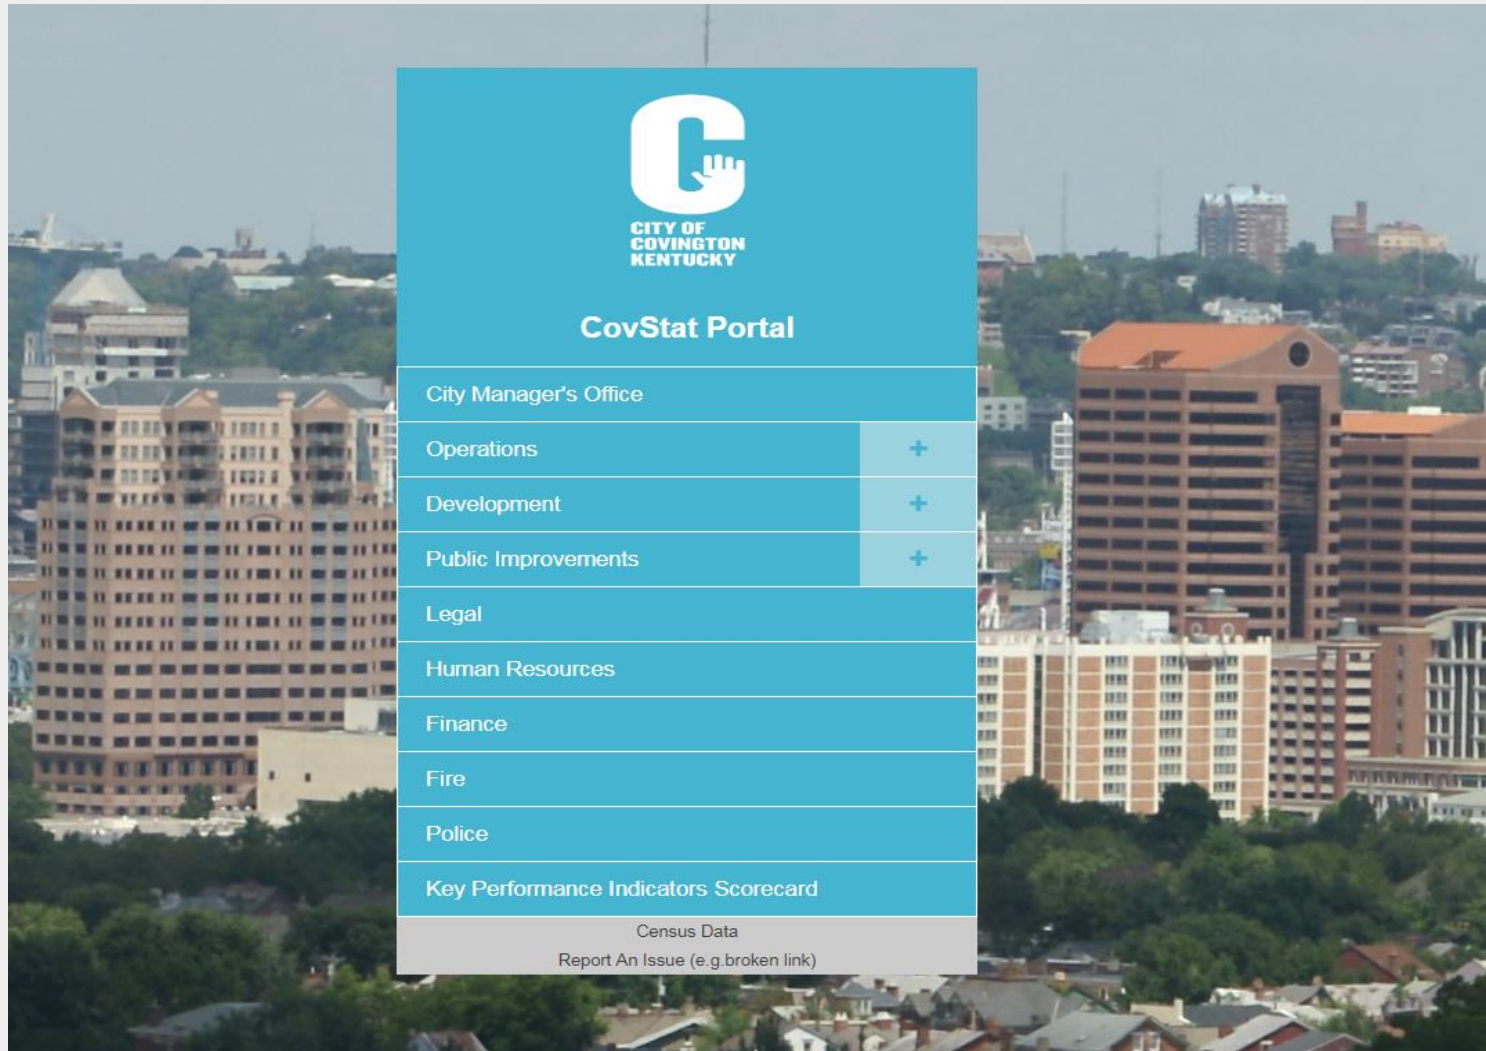 CITY OF
COVINGTON
KENTUCKY
CovStat Portal
City Manager's Office
Operations +
Development +
Public Improvements +
Legal
Human Resources
Finance
Fire
Police
Key Performance Indicators Scorecard
Census Data
Report An Issue (e.g.broken link)